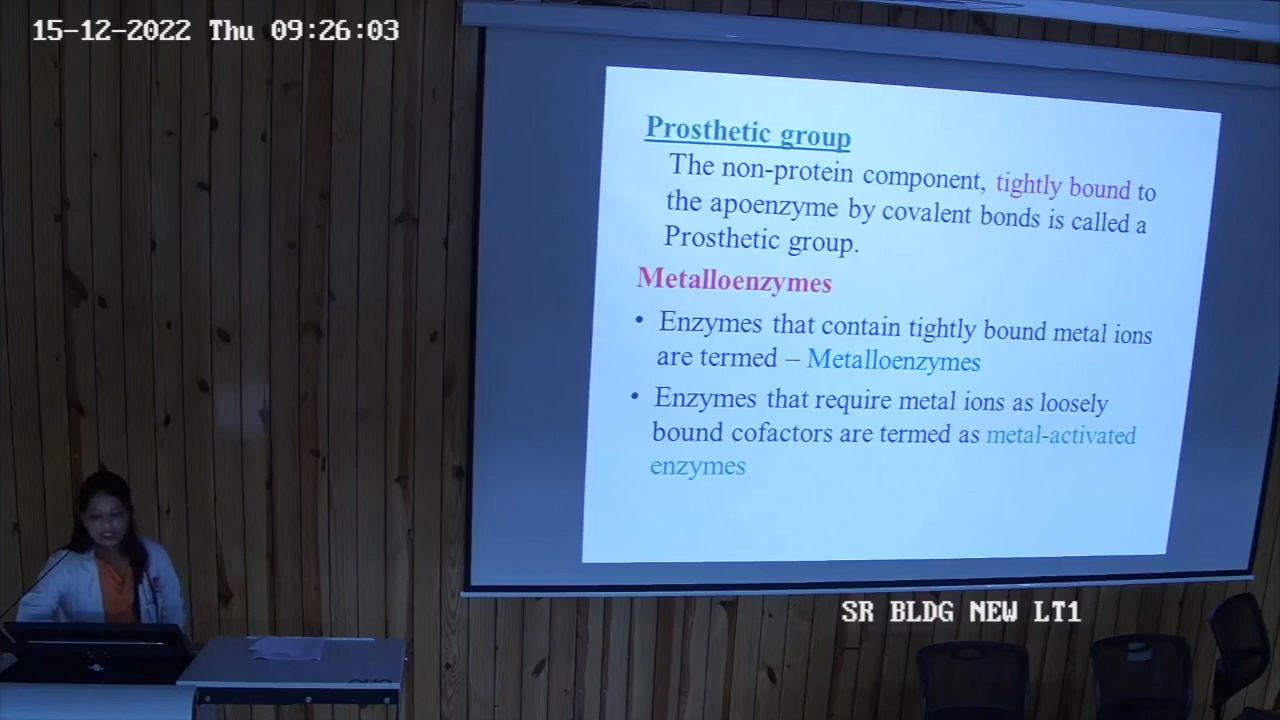 15-12-2022 Thu 09:26:03
Prosthetic group
The non-protein component, tightly bound to
the apoenzyme by covalent bonds is called a
Prosthetic group.
Metalloenzymes
• Enzymes that contain tightly bound metal ions
are termed – Metalloenzymes
• Enzymes that require metal ions as loosely
bound cofactors are termed as metal-activated
enzymes
SR BLDG NEW LT1